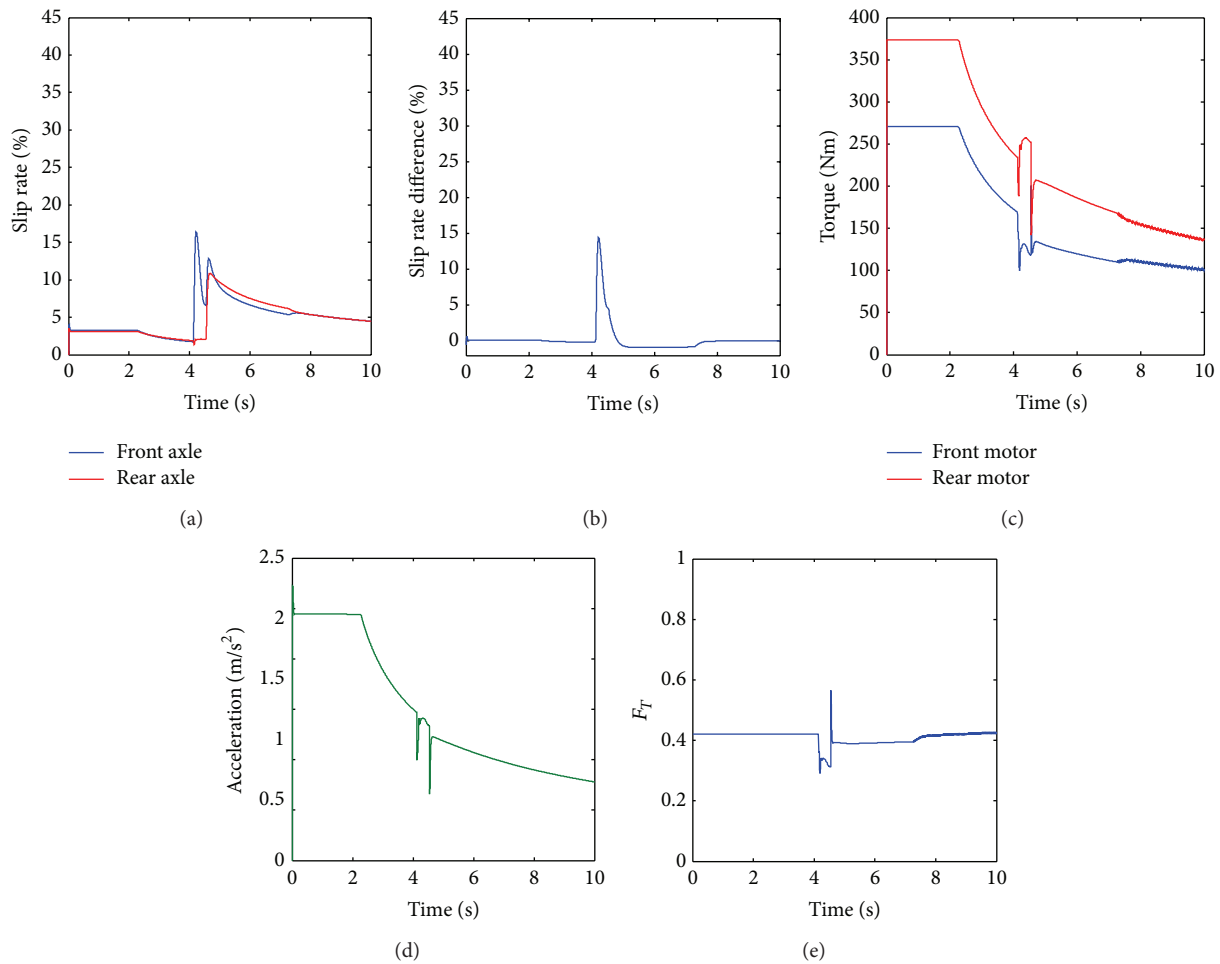 45
40
35
30
25
20
15
10
5
0
Slip rate (%)
0 2 4 6 8 10
Time (s)
Front axle
Rear axle
(a)
45
40
35
30
25
20
15
10
5
0
Slip rate difference (%)
0 2 4 6 8 10
Time (s)
(b)
400
350
300
250
200
150
100
50
0
Torque (Nm)
0 2 4 6 8 10
Time (s)
Front motor
Rear motor
(c)
2.5
2
1.5
1
0.5
0
Acceleration (m/s²)
0 2 4 6 8 10
Time (s)
(d)
1
0.8
0.6
0.4
0.2
0
F_T
0 2 4 6 8 10
Time (s)
(e)